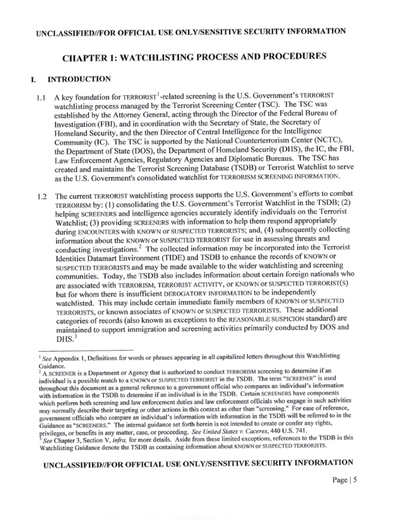 UNCLASSIFIED//FOR OFFICIAL USE ONLY/SENSITIVE SECURITY INFORMATION
CHAPTER 1: WATCHLISTING PROCESS AND PROCEDURES
I. INTRODUCTION
1.1 A key foundation for TERRORIST¹-related screening is the U.S. Government's TERRORIST
watchlisting process managed by the Terrorist Screening Center (TSC). The TSC was
established by the Attorney General, acting through the Director of the Federal Bureau of
Investigation (FBI), and in coordination with the Secretary of State, the Secretary of
Homeland Security, and the then Director of Central Intelligence for the Intelligence
Community (IC). The TSC is supported by the National Counterterrorism Center (NCTC),
the Department of State (DOS), the Department of Homeland Security (DHS), the IC, the FBI,
Law Enforcement Agencies, Regulatory Agencies and Diplomatic Bureaus. The TSC has
created and maintains the Terrorist Screening Database (TSDB) or Terrorist Watchlist to serve
as the U.S. Government's consolidated watchlist for TERRORISM SCREENING INFORMATION.
1.2 The current TERRORIST watchlisting process supports the U.S. Government's efforts to combat
TERRORISM by: (1) consolidating the U.S. Government's Terrorist Watchlist in the TSDB; (2)
helping SCREENERS and intelligence agencies accurately identify individuals on the Terrorist
Watchlist; (3) providing SCREENERS with information to help them respond appropriately
during ENCOUNTERS with KNOWN or SUSPECTED TERRORISTS; and, (4) subsequently collecting
information about the KNOWN or SUSPECTED TERRORIST for use in assessing threats and
conducting investigations.² The collected information may be incorporated into the Terrorist
Identities Datamart Environment (TIDE) and TSDB to enhance the records of KNOWN or
SUSPECTED TERRORISTS and may be made available to the wider watchlisting and screening
communities. Today, the TSDB also includes information about certain foreign nationals who
are associated with TERRORISM, TERRORIST ACTIVITY, or KNOWN or SUSPECTED TERRORIST(S)
but for whom there is insufficient DEROGATORY INFORMATION to be independently
watchlisted. This may include certain immediate family members of KNOWN or SUSPECTED
TERRORISTS, or known associates of KNOWN or SUSPECTED TERRORISTS. These additional
categories of records (also known as exceptions to the REASONABLE SUSPICION standard) are
maintained to support immigration and screening activities primarily conducted by DOS and
DHS.³
¹ See Appendix 1, Definitions for words or phrases appearing in all capitalized letters throughout this Watchlisting
Guidance.
² A SCREENER is a Department or Agency that is authorized to conduct TERRORISM screening to determine if an
individual is a possible match to a KNOWN or SUSPECTED TERRORIST in the TSDB. The term "SCREENER" is used
throughout this document as a general reference to a government official who compares an individual's information
with information in the TSDB to determine if an individual is in the TSDB. Certain SCREENERS have components
which perform both screening and law enforcement duties and law enforcement officials who engage in such activities
may normally describe their targeting or other actions in this context as other than "screening." For ease of reference,
government officials who compare an individual's information with information in the TSDB will be referred to in the
Guidance as "SCREENERS." The internal guidance set forth herein is not intended to create or confer any rights,
privileges, or benefits in any matter, case, or proceeding. See United States v. Caceres, 440 U.S. 741.
³ See Chapter 3, Section V, infra, for more details. Aside from these limited exceptions, references to the TSDB in this
Watchlisting Guidance denote the TSDB as containing information about KNOWN or SUSPECTED TERRORISTS.
UNCLASSIFIED//FOR OFFICIAL USE ONLY/SENSITIVE SECURITY INFORMATION
Page | 5